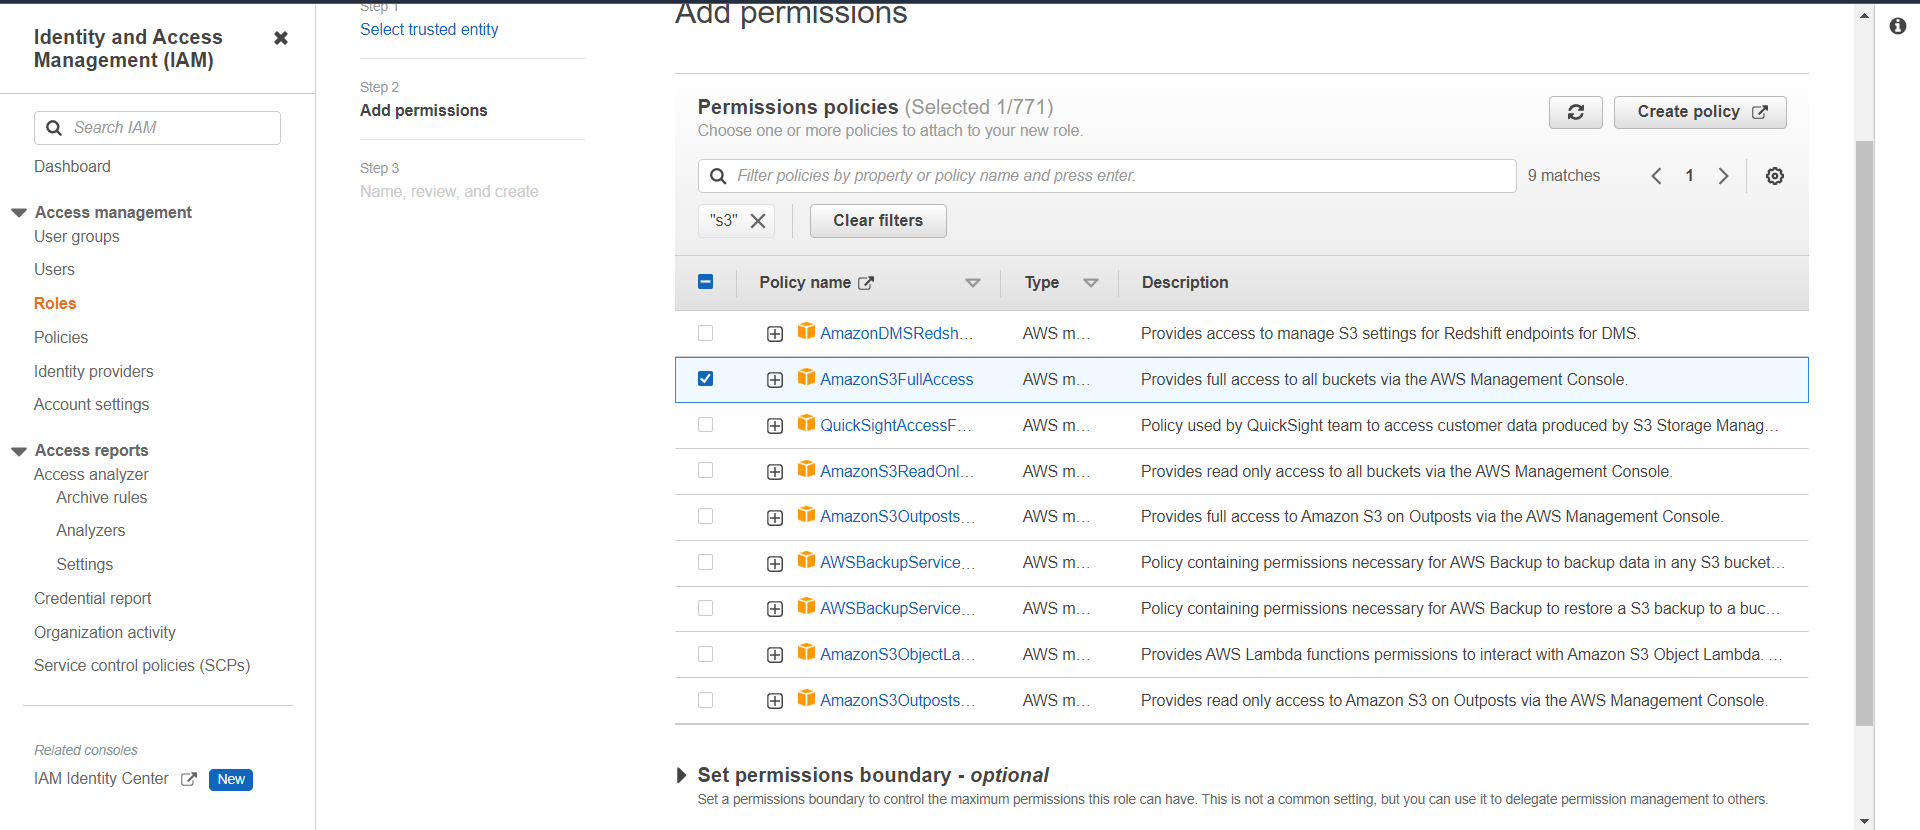 Identity and Access
Management (IAM)
Search IAM
Dashboard
Access management
User groups
Users
Roles
Policies
Identity providers
Account settings
Access reports
Access analyzer
Archive rules
Analyzers
Settings
Credential report
Organization activity
Service control policies (SCPs)
Related consoles
IAM Identity Center
New
Step 1
Select trusted entity
Step 2
Add permissions
Step 3
Name, review, and create
Add permissions
Permissions policies (Selected 1/771)
Choose one or more policies to attach to your new role.
Create policy
Filter policies by property or policy name and press enter.
9 matches
1
"s3"
Clear filters
Policy name Type Description
AmazonDMSRedsh... AWS m... Provides access to manage S3 settings for Redshift endpoints for DMS.
AmazonS3FullAccess AWS m... Provides full access to all buckets via the AWS Management Console.
QuickSightAccessF... AWS m... Policy used by QuickSight team to access customer data produced by S3 Storage Manag...
AmazonS3ReadOnl... AWS m... Provides read only access to all buckets via the AWS Management Console.
AmazonS3Outposts... AWS m... Provides full access to Amazon S3 on Outposts via the AWS Management Console.
AWSBackupService... AWS m... Policy containing permissions necessary for AWS Backup to backup data in any S3 bucket...
AWSBackupService... AWS m... Policy containing permissions necessary for AWS Backup to restore a S3 backup to a buc...
AmazonS3ObjectLa... AWS m... Provides AWS Lambda functions permissions to interact with Amazon S3 Object Lambda. ...
AmazonS3Outposts... AWS m... Provides read only access to Amazon S3 on Outposts via the AWS Management Console.
Set permissions boundary - optional
Set a permissions boundary to control the maximum permissions this role can have. This is not a common setting, but you can use it to delegate permission management to others.